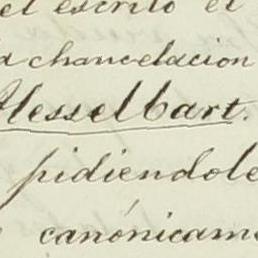 el escrito el
a chancelacion
Hesselbart.
pidiendole
canónicam